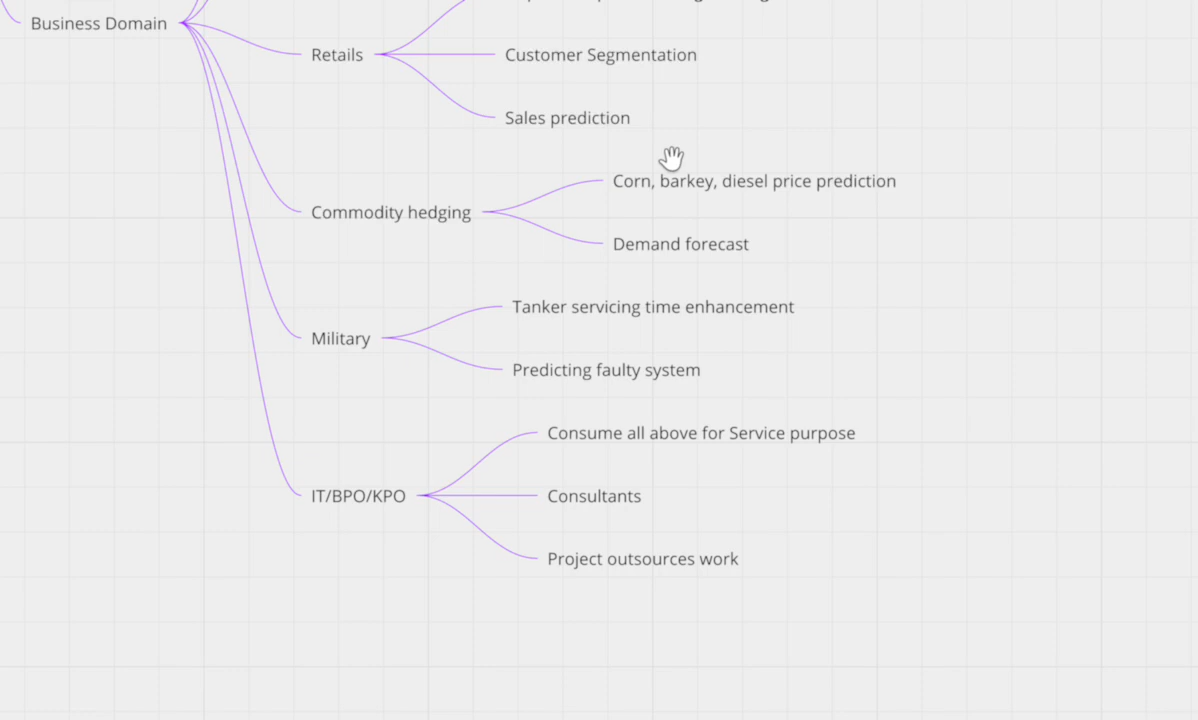 Business Domain
Retails
Customer Segmentation
Sales prediction
Commodity hedging
Corn, barkey, diesel price prediction
Demand forecast
Military
Tanker servicing time enhancement
Predicting faulty system
IT/BPO/KPO
Consume all above for Service purpose
Consultants
Project outsources work